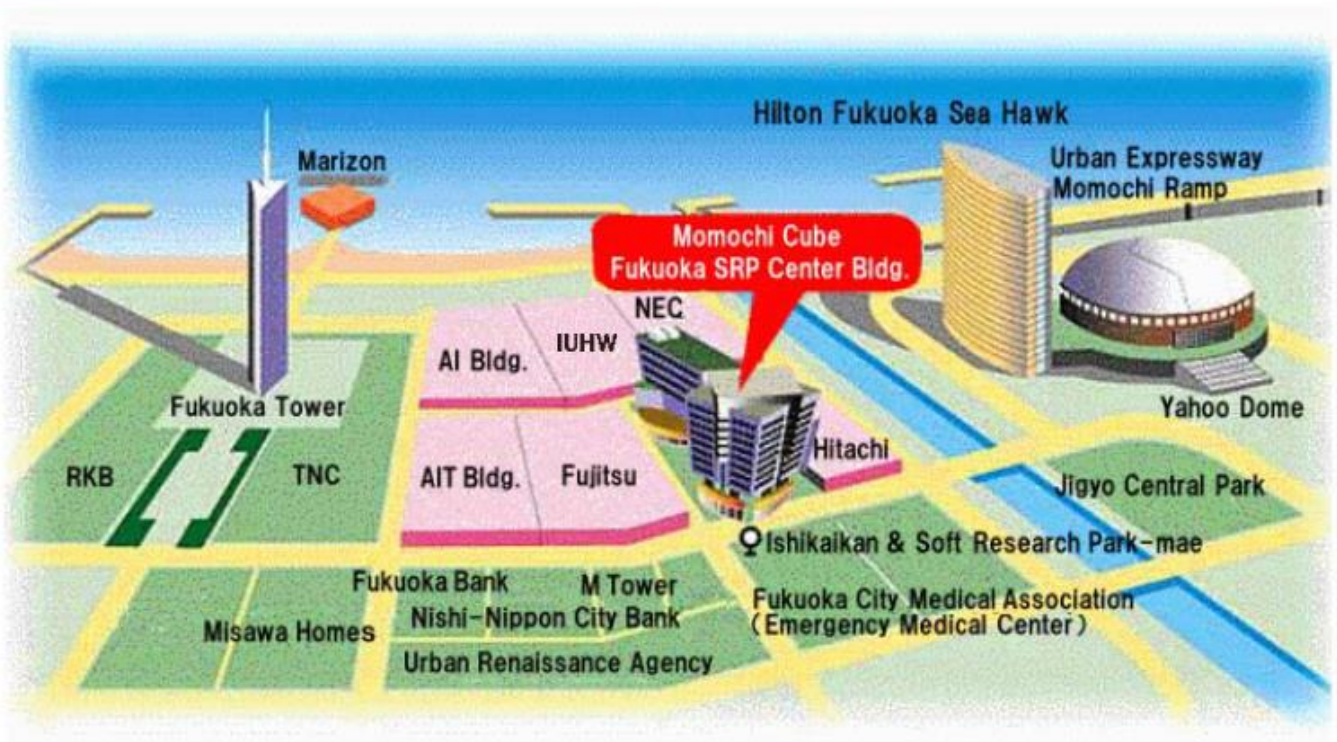 Hilton Fukuoka Sea Hawk
Marizon
Urban Expressway
Momochi Ramp
Momochi Cube
Fukuoka SRP Center Bldg.
NEC
IUHW
AI Bldg.
Fukuoka Tower
Yahoo Dome
Hitachi
RKB
TNC
AIT Bldg.
Fujitsu
Jigyo Central Park
Ishikaikan & Soft Research Park-mae
Fukuoka Bank
M Tower
Nishi-Nippon City Bank
Fukuoka City Medical Association
(Emergency Medical Center)
Misawa Homes
Urban Renaissance Agency